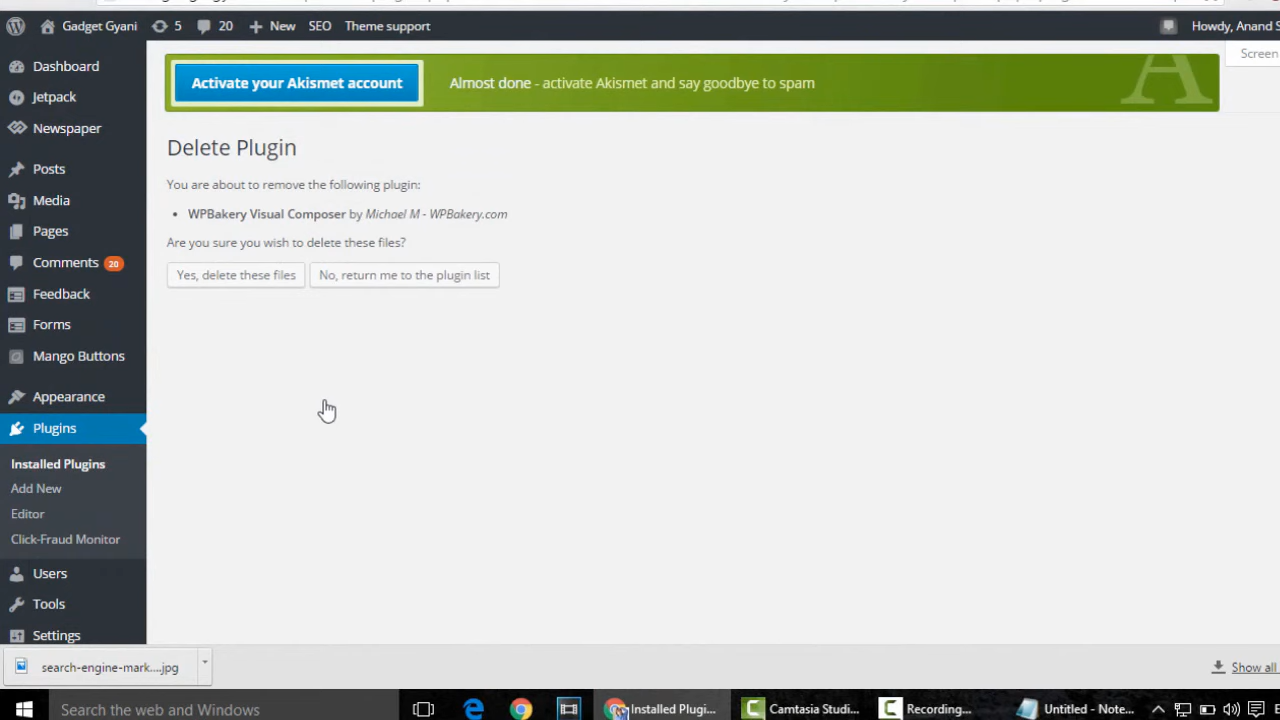 Gadget Gyani 5 20 New SEO Theme support Howdy, Anand S
Screen
Dashboard
Jetpack
Newspaper
Posts
Media
Pages
Comments 20
Feedback
Forms
Mango Buttons
Appearance
Plugins
Installed Plugins
Add New
Editor
Click-Fraud Monitor
Users
Tools
Settings
Activate your Akismet account Almost done - activate Akismet and say goodbye to spam
Delete Plugin
You are about to remove the following plugin:
• WPBakery Visual Composer by Michael M - WPBakery.com
Are you sure you wish to delete these files?
Yes, delete these files No, return me to the plugin list
search-engine-mark....jpg Show all
Search the web and Windows Installed Plugi... Camtasia Studi... Recording... Untitled - Note...